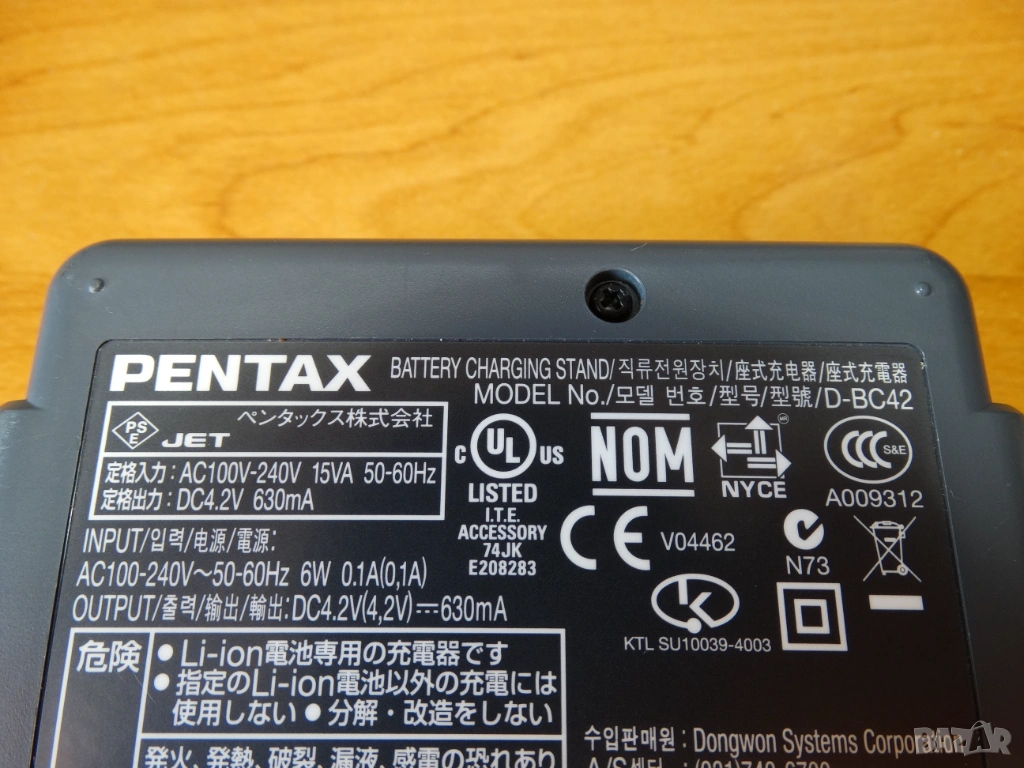 PENTAX
BATTERY CHARGING STAND/직류전원장치/座式充电器/座式充電器
MODEL No./모델 번호/型号/型號/D-BC42
PS
E
JET
ペンタックス株式会社
定格入力：AC100V-240V 15VA 50-60Hz
定格出力：DC4.2V 630mA
INPUT/입력/电源/電源:
AC100-240V～50-60Hz 6W 0.1A(0,1A)
OUTPUT/출력/输出/輸出:DC4.2V(4,2V)⎓630mA
C UL US
LISTED
I.T.E.
ACCESSORY
74JK
E208283
NOM
NYCE
CCC S&E
A009312
CE
V04462
N73
KTL SU10039-4003
危険
●Li-ion電池専用の充電器です
●指定のLi-ion電池以外の充電には
使用しない●分解・改造をしない
発火、発熱、破裂、漏液、感電の恐れあり
수입판매원 : Dongwon Systems Corporation
BAZAR